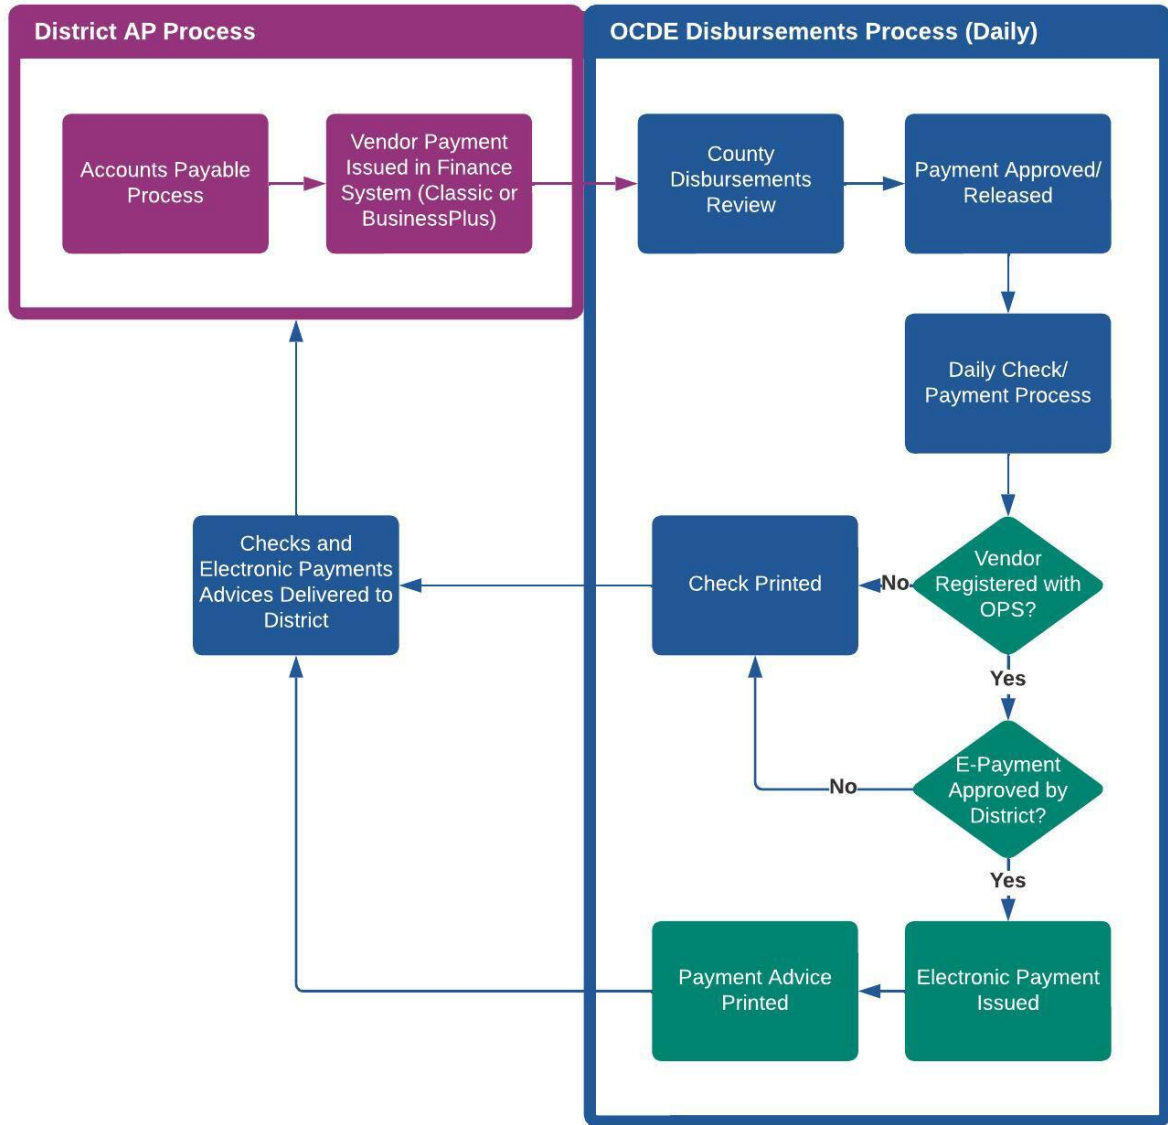 District AP Process
OCDE Disbursements Process (Daily)
Accounts Payable
Process
Vendor Payment
Issued in Finance
System (Classic or
BusinessPlus)
County
Disbursements
Review
Payment Approved/
Released
Daily Check/
Payment Process
Checks and
Electronic Payments
Advices Delivered to
District
Check Printed
No
Vendor
Registered with
OPS?
Yes
No
E-Payment
Approved by
District?
Yes
Payment Advice
Printed
Electronic Payment
Issued